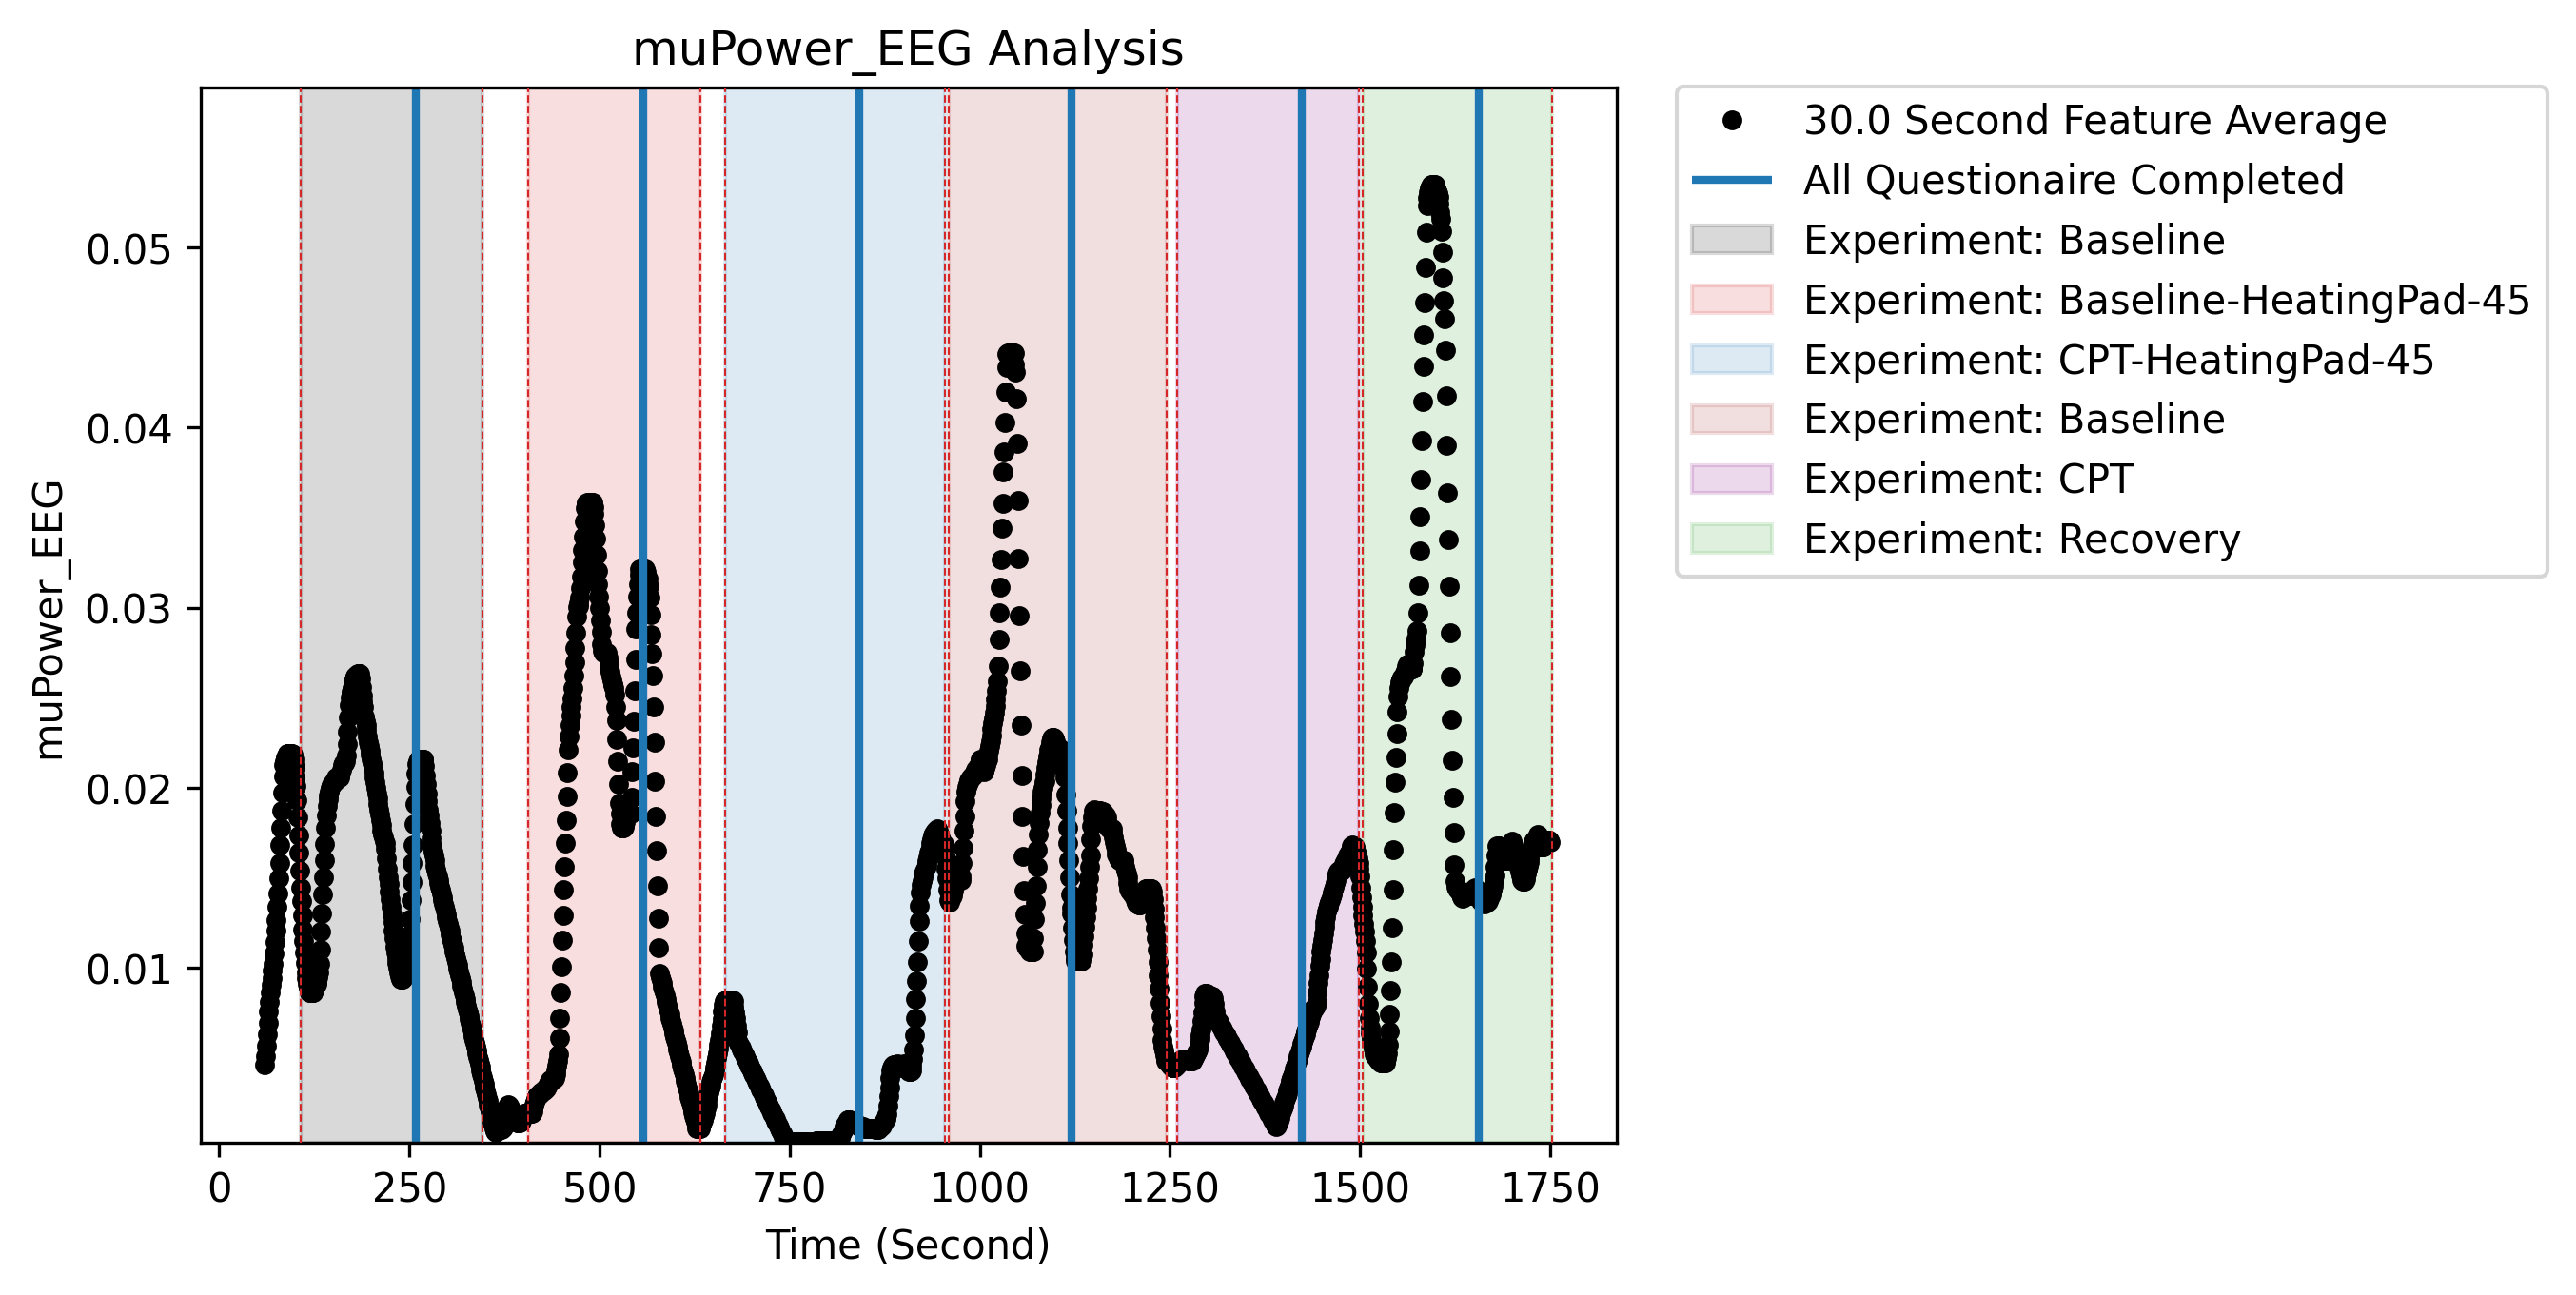 muPower_EEG Analysis
30.0 Second Feature Average
All Questionaire Completed
Experiment: Baseline
Experiment: Baseline-HeatingPad-45
Experiment: CPT-HeatingPad-45
Experiment: Baseline
Experiment: CPT
Experiment: Recovery
muPower_EEG
0.05
0.04
0.03
0.02
0.01
0 250 500 750 1000 1250 1500 1750
Time (Second)